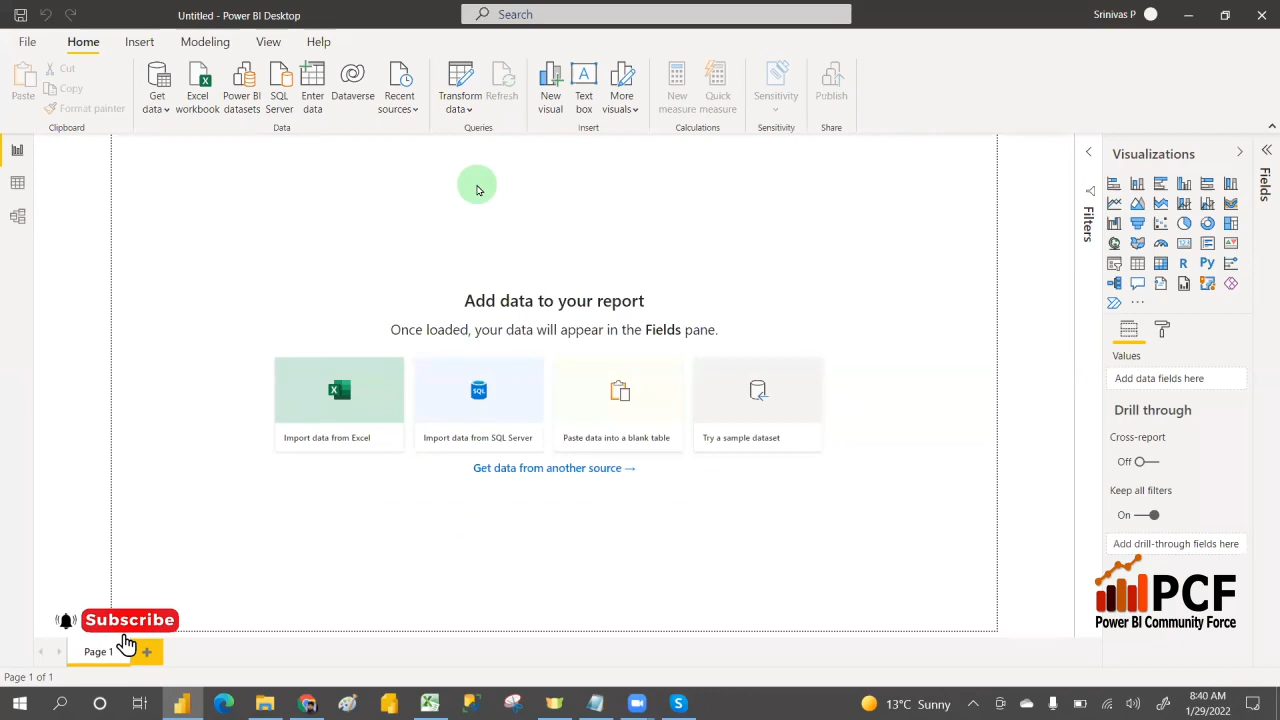 Untitled - Power BI Desktop
Search
Srinivas P
File
Home
Insert
Modeling
View
Help
Paste
Cut
Copy
Format painter
Clipboard
Get data
Excel workbook
Power BI datasets
SQL Server
Enter data
Dataverse
Recent sources
Data
Transform data
Refresh
Queries
New visual
A
Text box
More visuals
Insert
New measure
Quick measure
Calculations
Sensitivity
Sensitivity
Publish
Share
Add data to your report
Once loaded, your data will appear in the Fields pane.
SQL
Import data from Excel
Import data from SQL Server
Paste data into a blank table
Try a sample dataset
Get data from another source →
Filters
Visualizations
R
Py
Values
Add data fields here
Drill through
Cross-report
Off
Keep all filters
On
Add drill-through fields here
Fields
PCF
Power BI Community Force
Subscribe
Page 1
Page 1 of 1
13°C Sunny
8:40 AM
1/29/2022